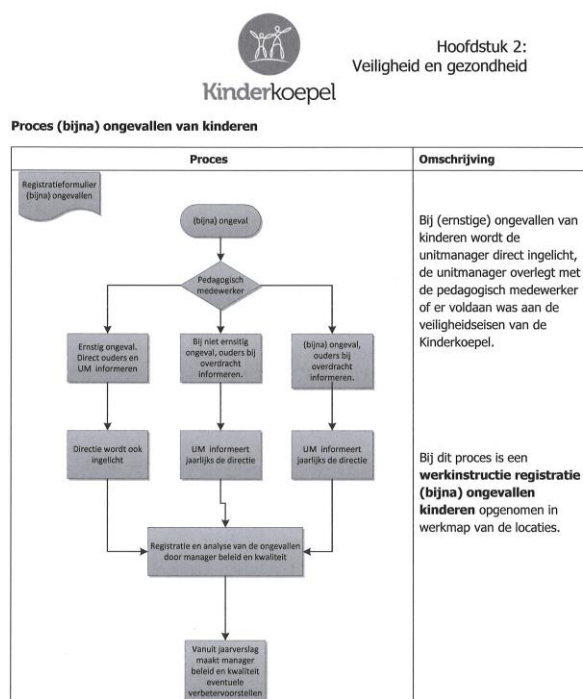 Hoofdstuk 2:
Veiligheid en gezondheid
Kinderkoepel
Proces (bijna) ongevallen van kinderen
Proces
Omschrijving
Registratieformulier
(bijna) ongevallen
(bijna) ongeval
Pedagogisch
medewerker
Ernstig ongeval.
Direct ouders en
UM informeren
Bij niet ernsitig
ongeval, ouders bij
overdracht
informeren.
(bijna) ongeval,
ouders bij
overdracht
informeren.
Directie wordt ook
ingelicht
UM informeert
jaarlijks de directie
UM informeert
jaarlijks de directie
Registratie en analyse van de ongevallen
door manager beleid en kwaliteit
Vanuit jaarverslag
maakt manager
beleid en kwaliteit
eventuele
verbetervoorstellen
Bij (ernstige) ongevallen van
kinderen wordt de
unitmanager direct ingelicht,
de unitmanager overlegt met
de pedagogisch medewerker
of er voldaan was aan de
veiligheidseisen van de
Kinderkoepel.
Bij dit proces is een
werkinstructie registratie
(bijna) ongevallen
kinderen opgenomen in
werkmap van de locaties.